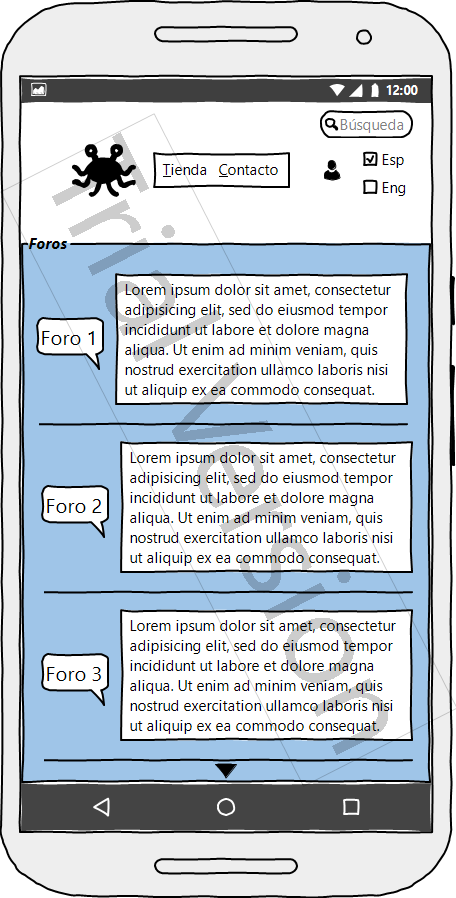 12:00
Búsqueda
Tienda Contacto
Esp
Eng
Foros
Foro 1
Lorem ipsum dolor sit amet, consectetur
adipisicing elit, sed do eiusmod tempor
incididunt ut labore et dolore magna
aliqua. Ut enim ad minim veniam, quis
nostrud exercitation ullamco laboris nisi
ut aliquip ex ea commodo consequat.
Foro 2
Lorem ipsum dolor sit amet, consectetur
adipisicing elit, sed do eiusmod tempor
incididunt ut labore et dolore magna
aliqua. Ut enim ad minim veniam, quis
nostrud exercitation ullamco laboris nisi
ut aliquip ex ea commodo consequat.
Foro 3
Lorem ipsum dolor sit amet, consectetur
adipisicing elit, sed do eiusmod tempor
incididunt ut labore et dolore magna
aliqua. Ut enim ad minim veniam, quis
nostrud exercitation ullamco laboris nisi
ut aliquip ex ea commodo consequat.
Trial version